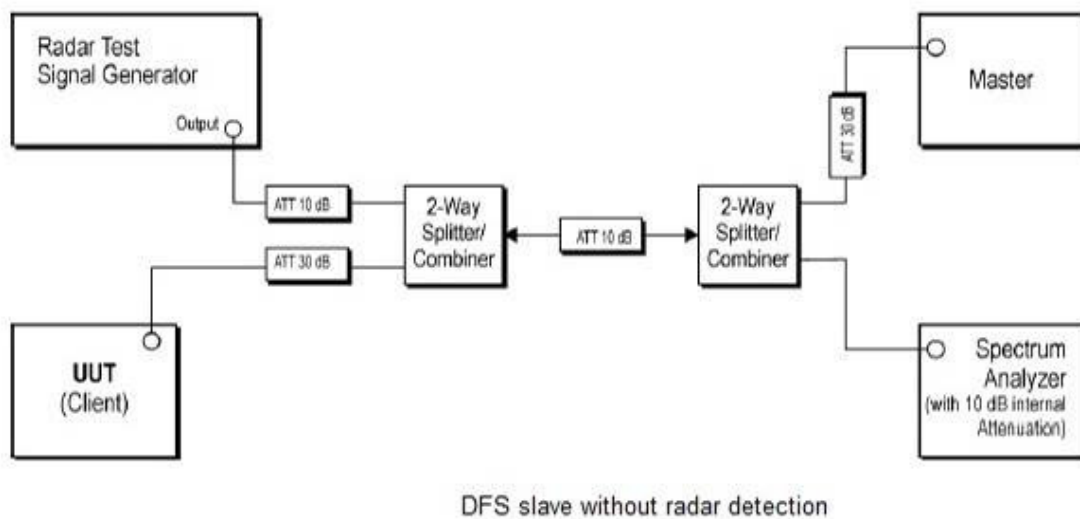 Radar Test
Signal Generator
Output
ATT 10 dB
ATT 30 dB
UUT
(Client)
2-Way
Splitter/
Combiner
ATT 10 dB
2-Way
Splitter/
Combiner
ATT 30 dB
Master
Spectrum
Analyzer
(with 10 dB internal
Attenuation)
DFS slave without radar detection